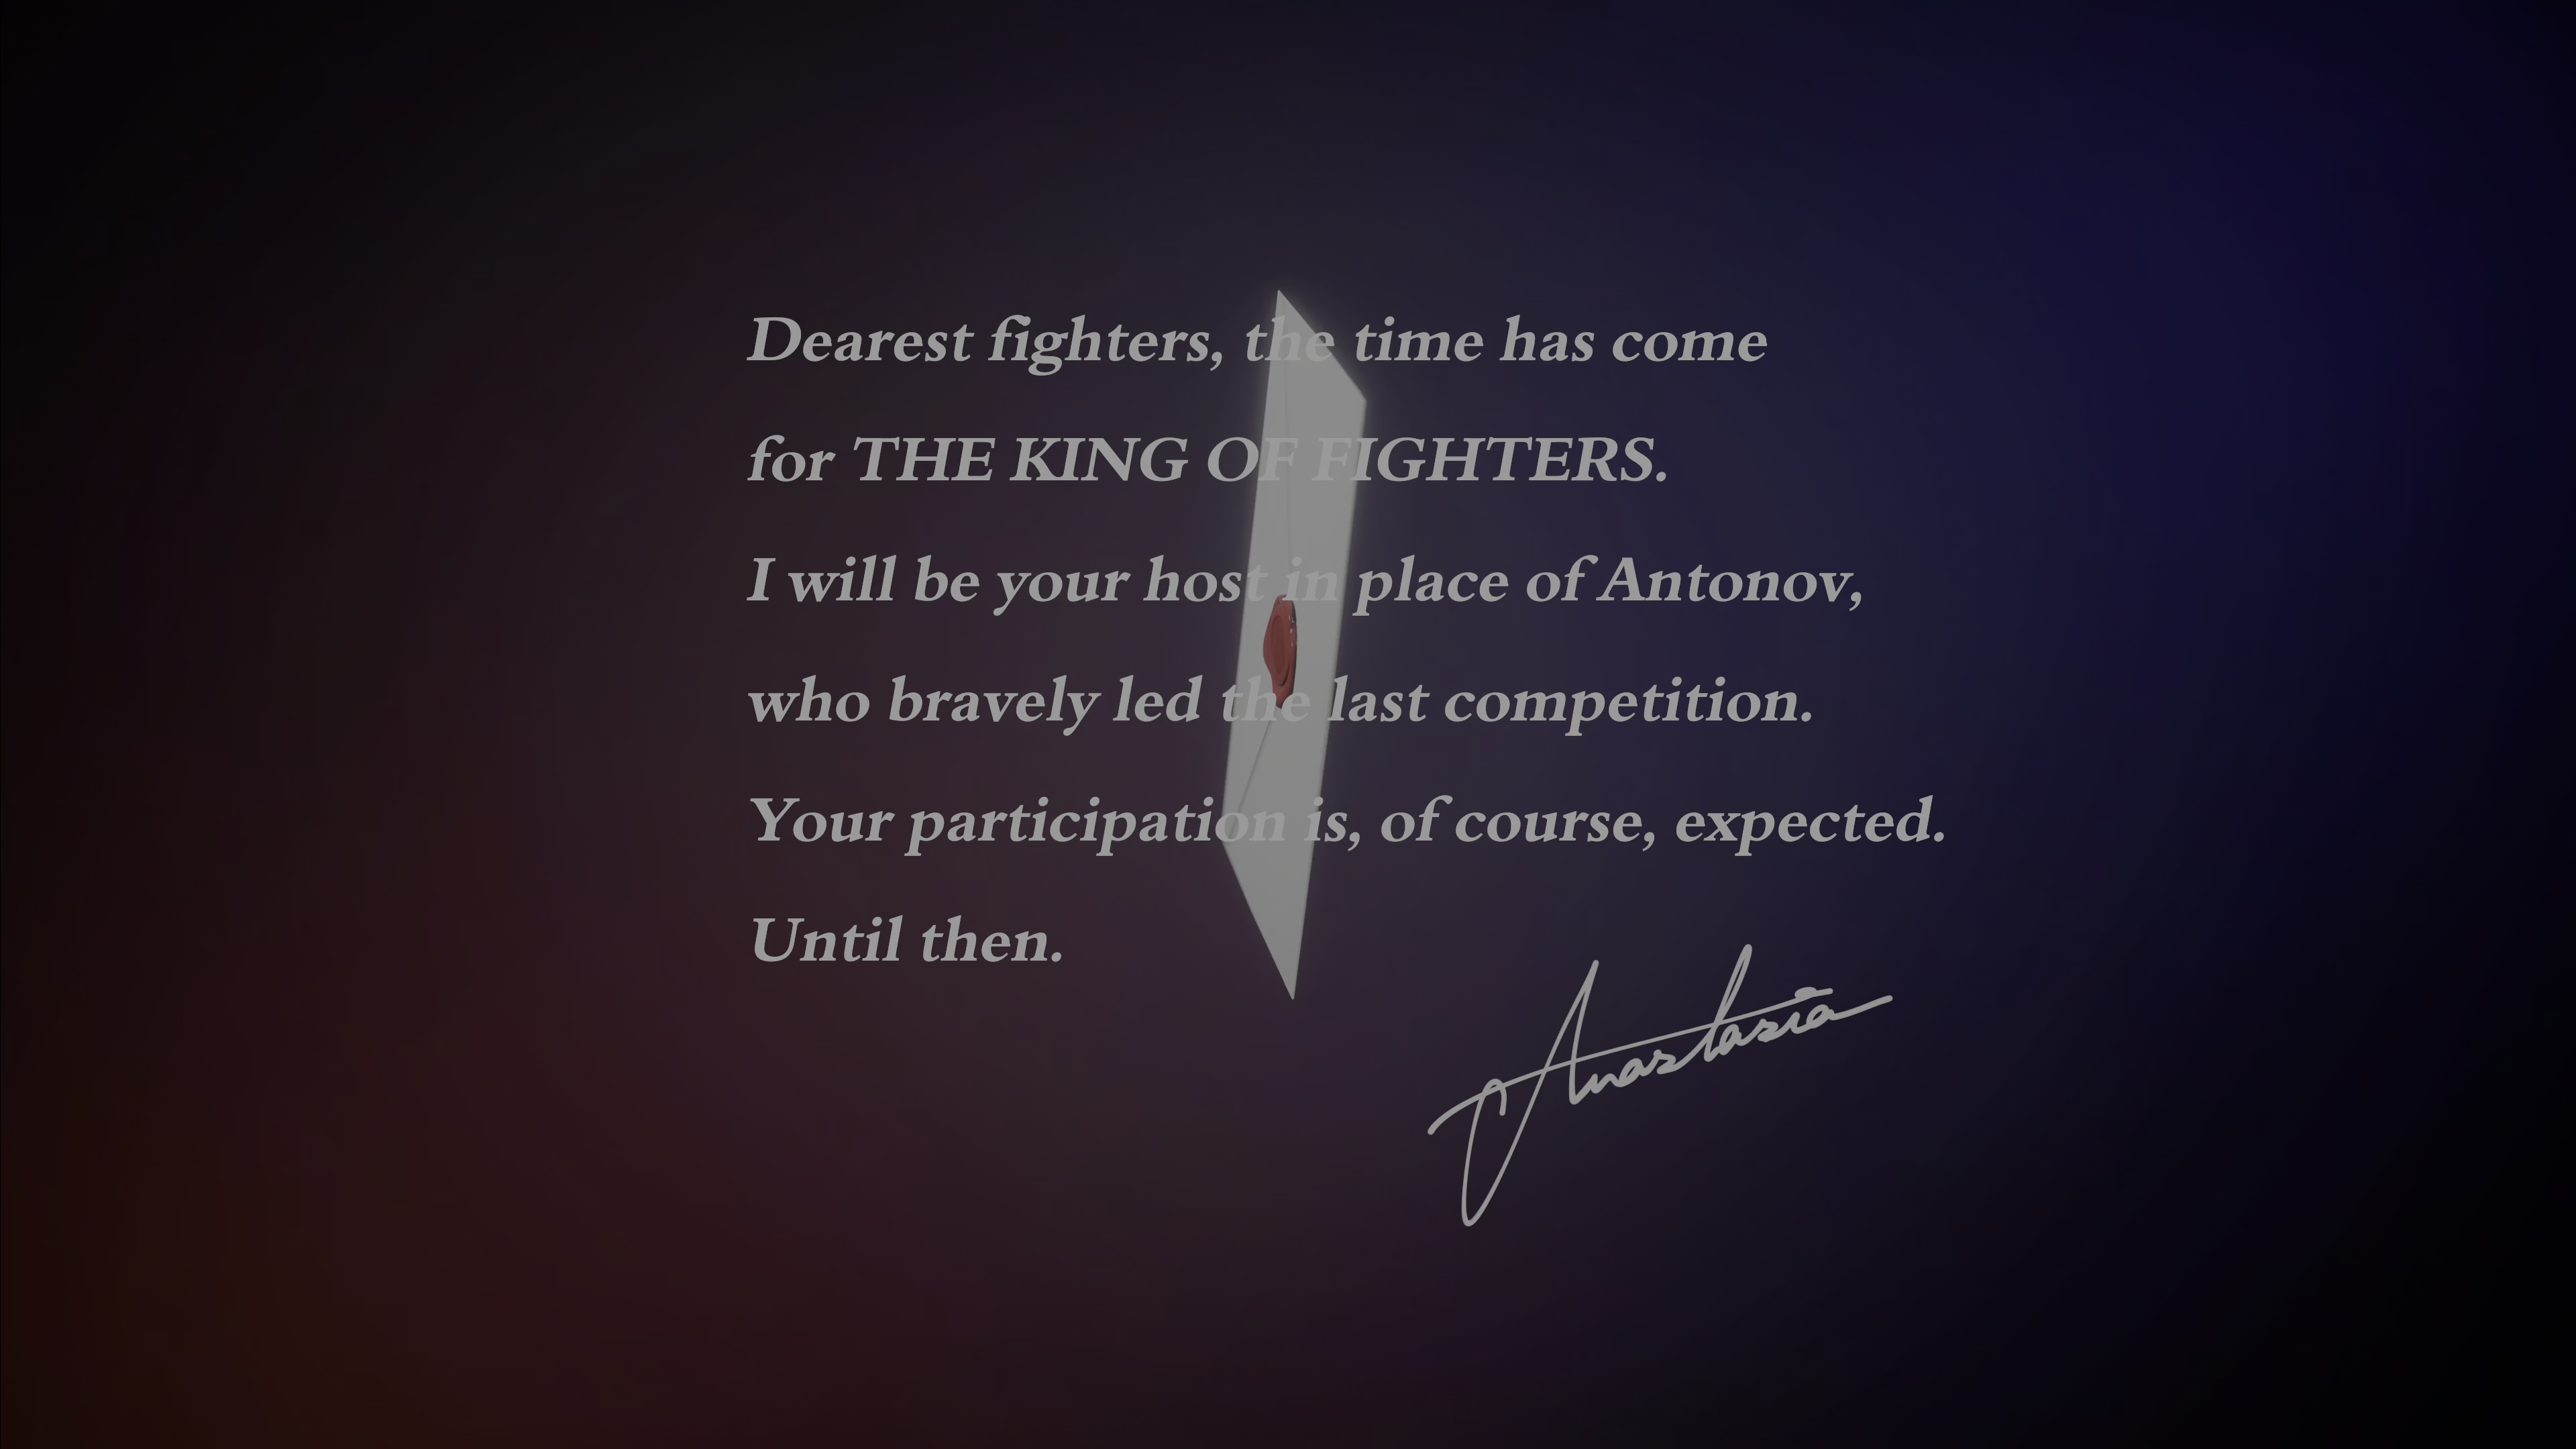 Dearest fighters, the time has come
for THE KING OF FIGHTERS.
I will be your host in place of Antonov,
who bravely led the last competition.
Your participation is, of course, expected.
Until then.
Anastasia